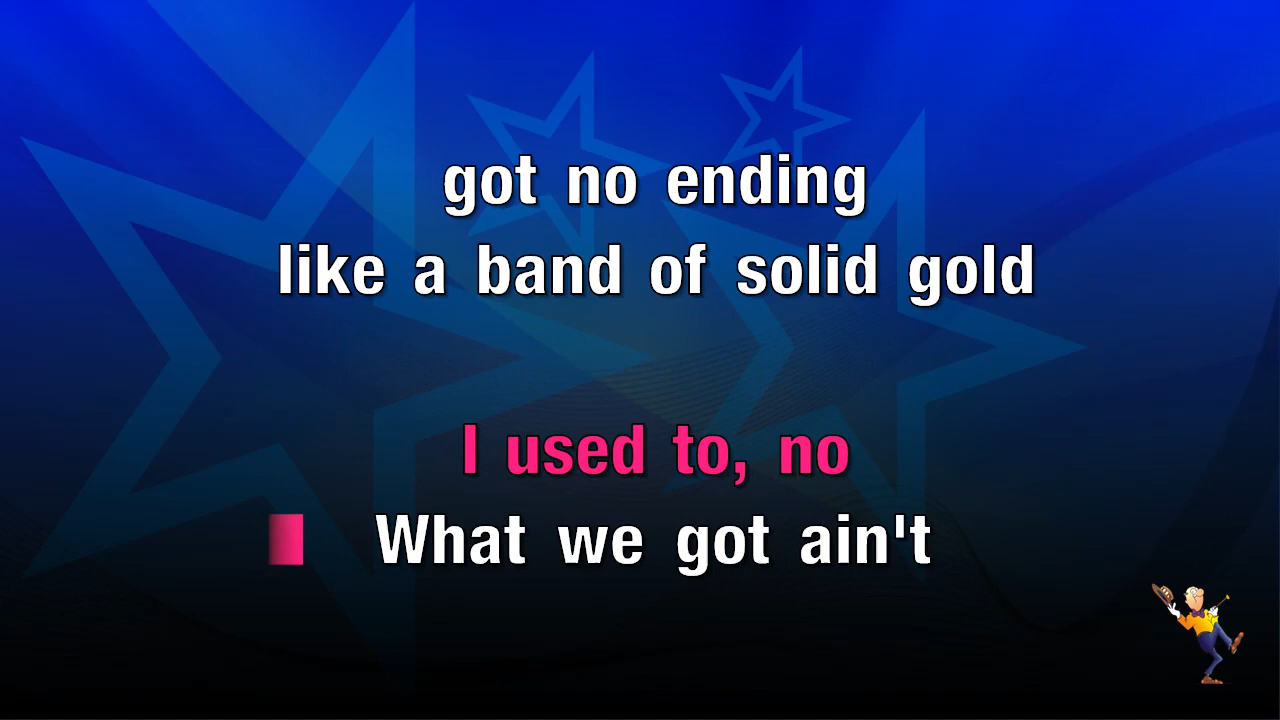 got no ending
like a band of solid gold
I used to, no
What we got ain't